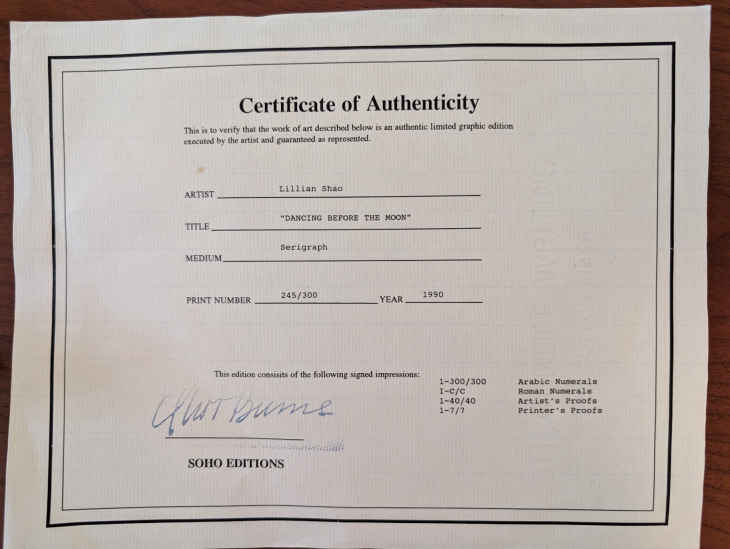 Certificate of Authenticity
This is to verify that the work of art described below is an authentic limited graphic edition
executed by the artist and guaranteed as represented.
ARTIST Lillian Shao
TITLE "DANCING BEFORE THE MOON"
MEDIUM Serigraph
PRINT NUMBER 245/300 YEAR 1990
This edition consisits of the following signed impressions:
1-300/300 Arabic Numerals
I-C/C Roman Numerals
1-40/40 Artist's Proofs
1-7/7 Printer's Proofs
SOHO EDITIONS